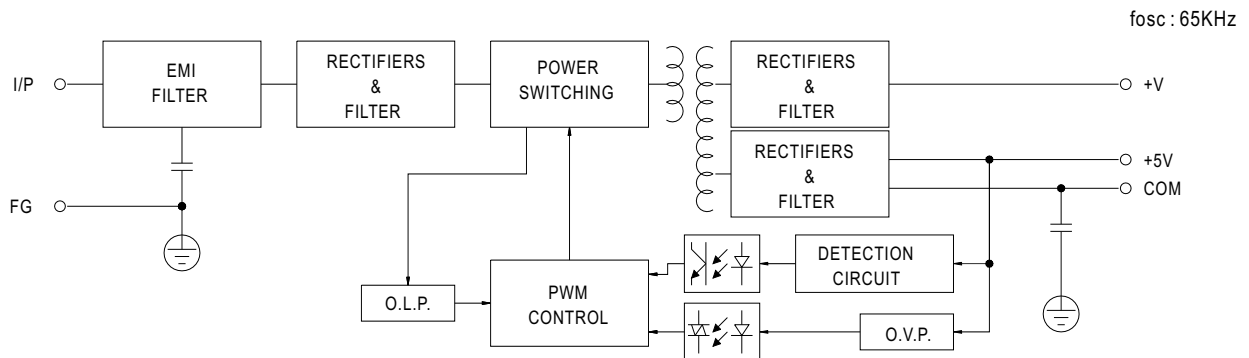 fosc : 65KHz
I/P
EMI
FILTER
RECTIFIERS
&
FILTER
POWER
SWITCHING
RECTIFIERS
&
FILTER
+V
RECTIFIERS
&
FILTER
+5V
COM
FG
O.L.P.
PWM
CONTROL
DETECTION
CIRCUIT
O.V.P.